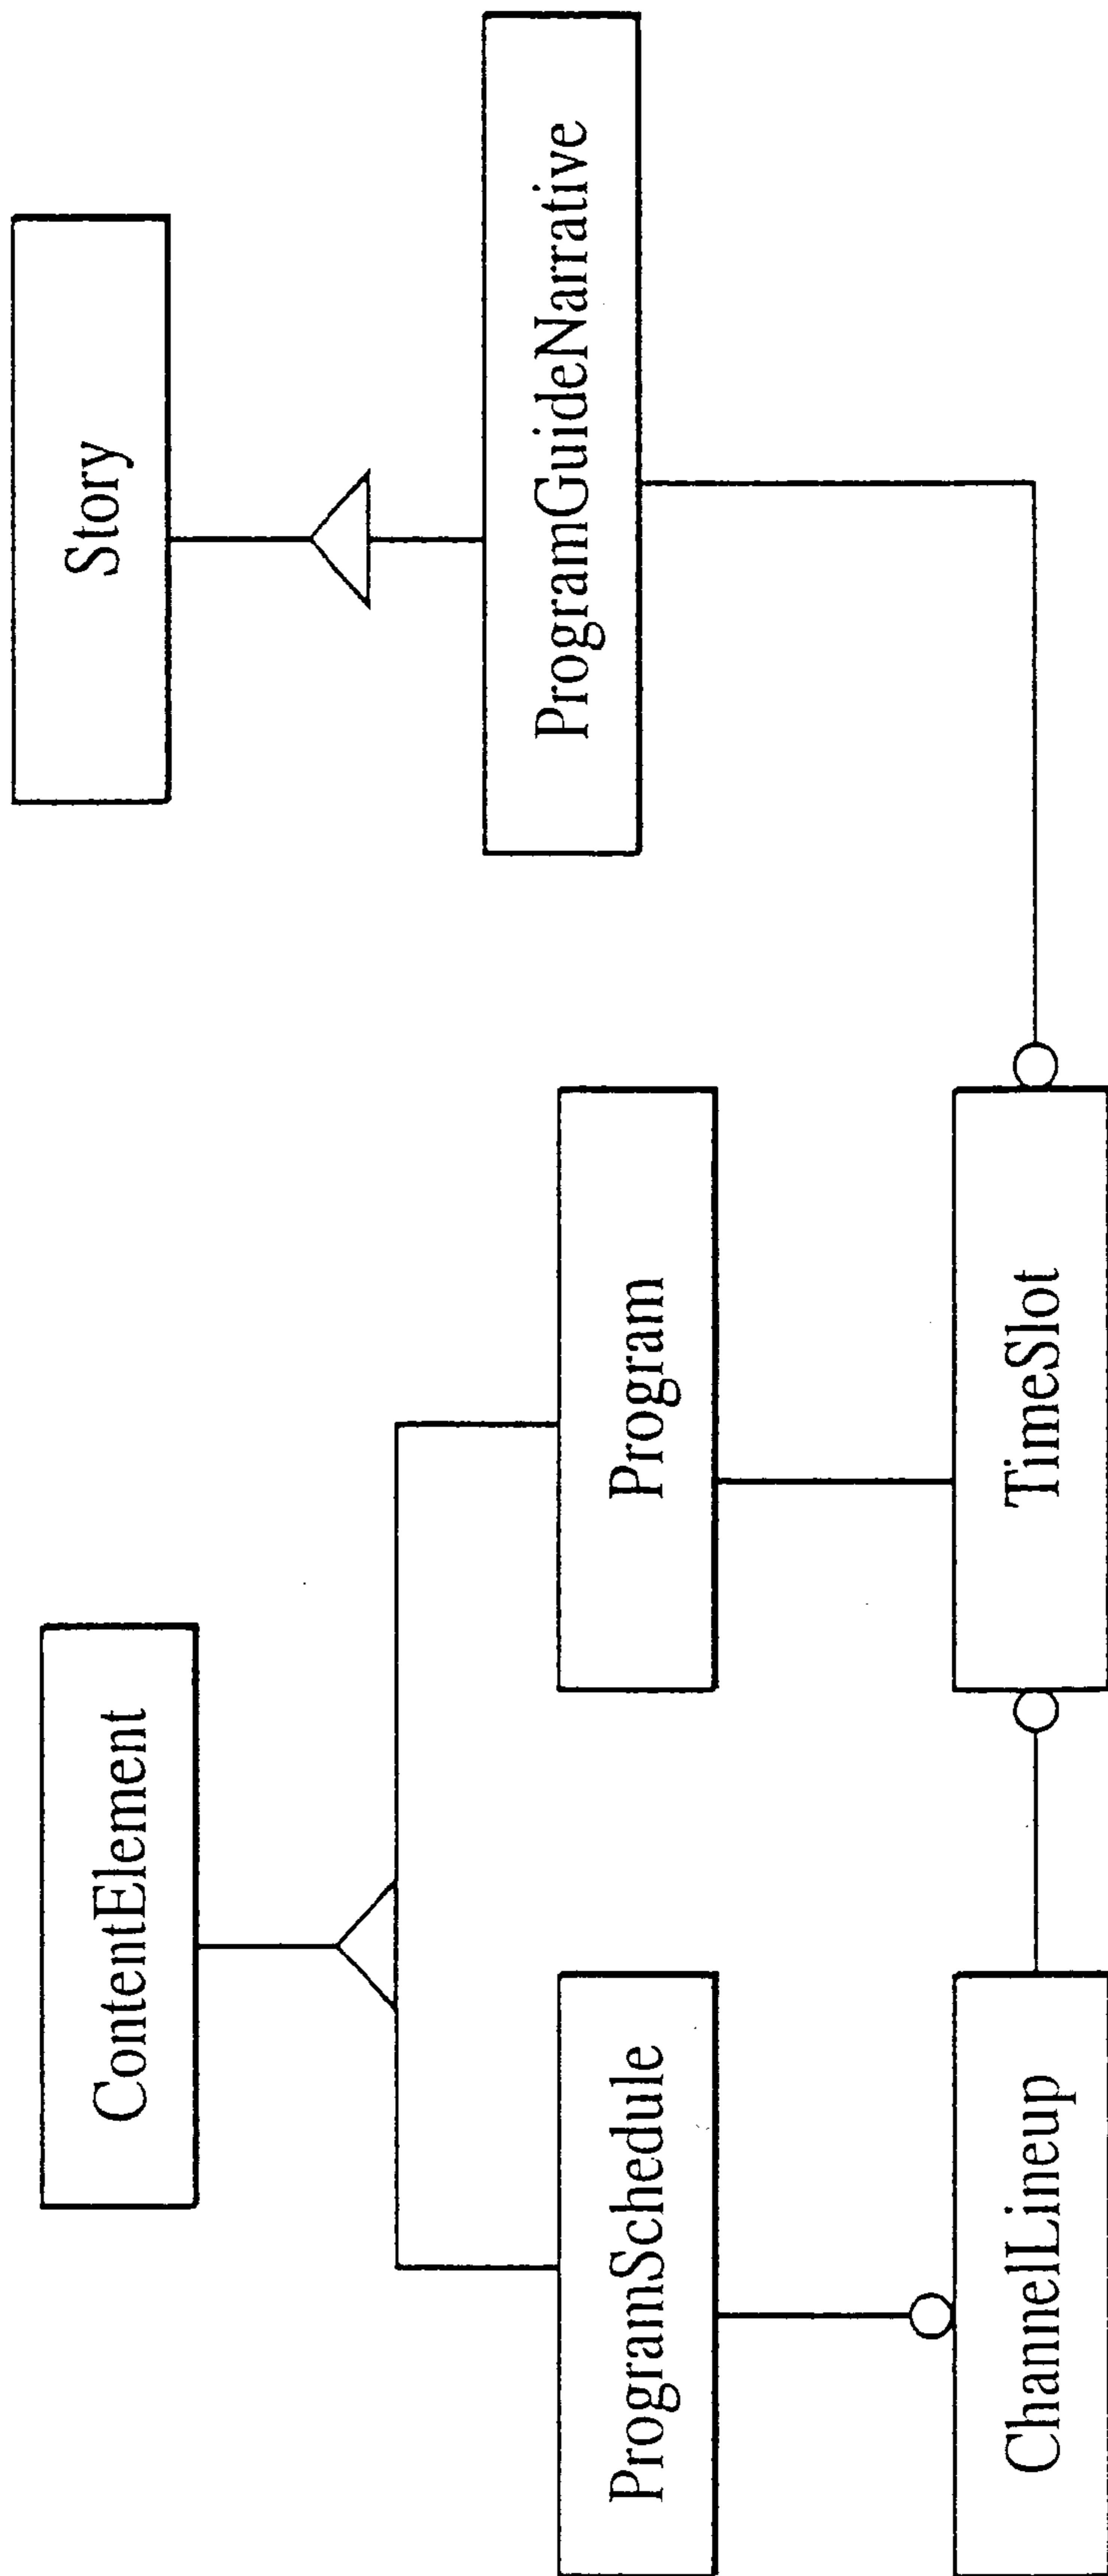 ContentElement
Story
ProgramSchedule
Program
ProgramGuideNarrative
ChannelLineup
TimeSlot